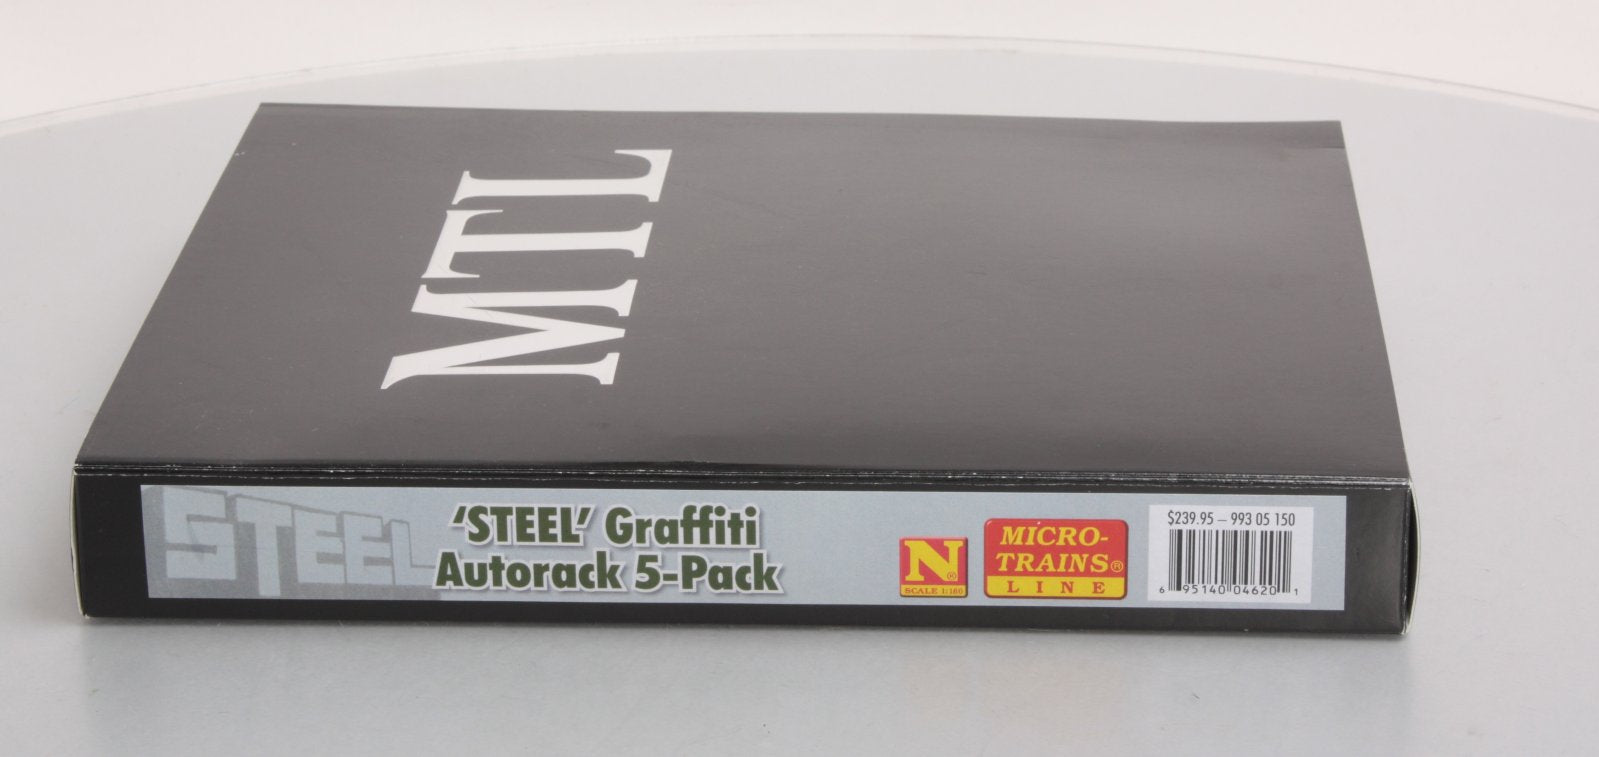 MTL
STEEL
'STEEL' Graffiti
Autorack 5-Pack
N®
SCALE 1:160
MICRO-
TRAINS®
LINE
$239.95 – 993 05 150
6 95140 04620 1